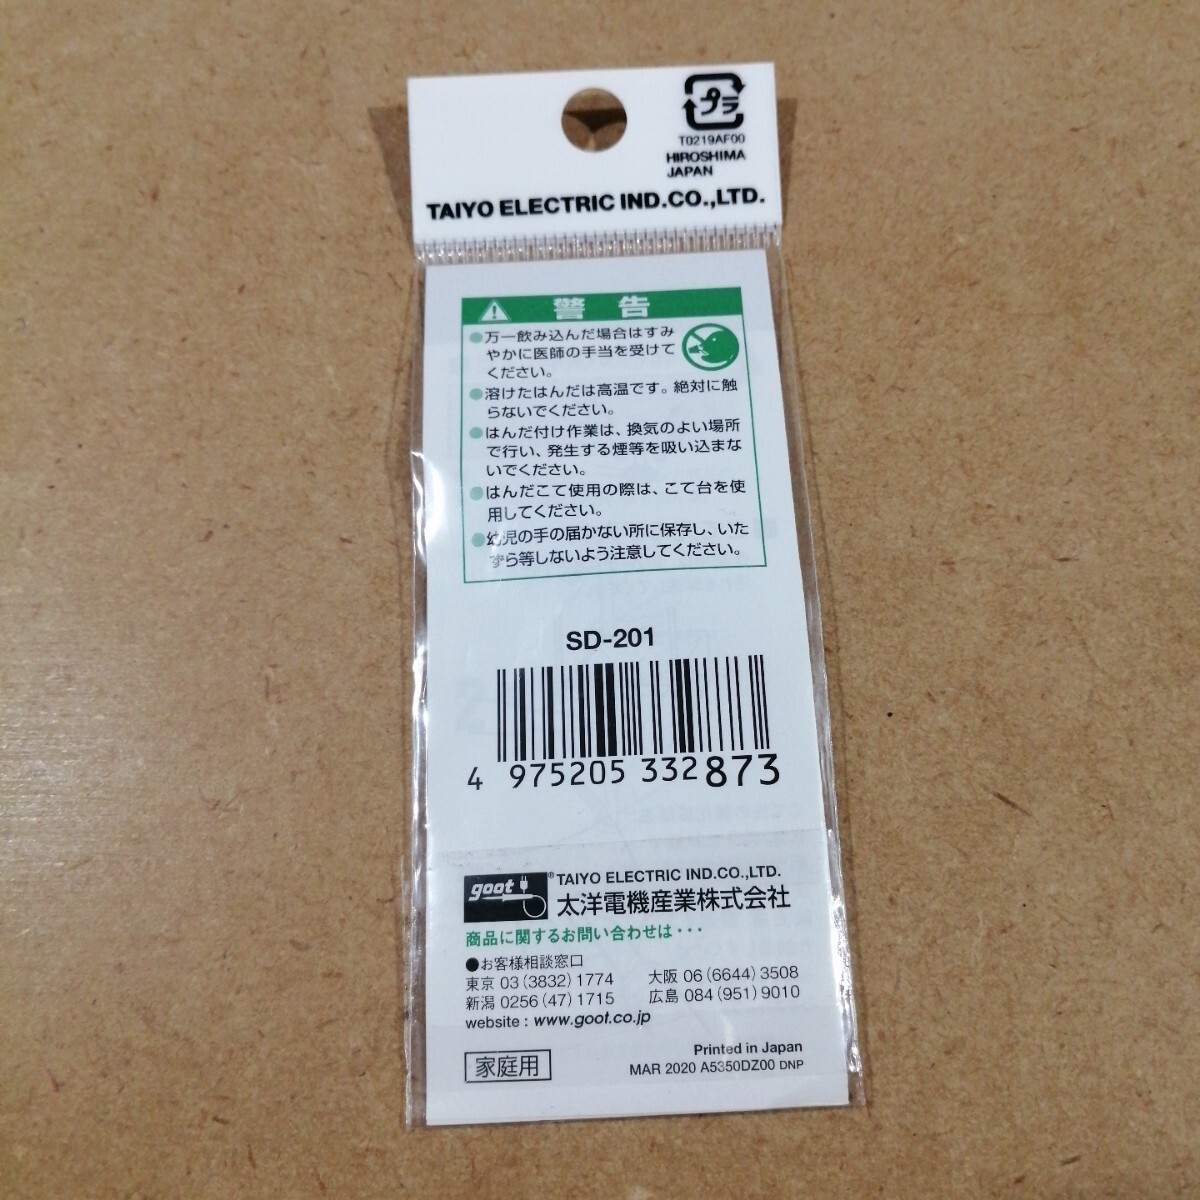 プラ
T0219AF00
HIROSHIMA
JAPAN
TAIYO ELECTRIC IND.CO.,LTD.
警告
●万一飲み込んだ場合はすみ
やかに医師の手当を受けて
ください。
●溶けたはんだは高温です。絶対に触
らないでください。
●はんだ付け作業は、換気のよい場所
で行い、発生する煙等を吸い込まな
いでください。
●はんだこて使用の際は、こて台を使
用してください。
●幼児の手の届かない所に保存し、いた
ずら等しないよう注意してください。
SD-201
4 975205 332873
goot® TAIYO ELECTRIC IND.CO.,LTD.
太洋電機産業株式会社
商品に関するお問い合わせは・・・
●お客様相談窓口
東京 03(3832)1774 大阪 06(6644)3508
新潟 0256(47)1715 広島 084(951)9010
website : www.goot.co.jp
Printed in Japan
家庭用 MAR 2020 A5350DZ00 DNP